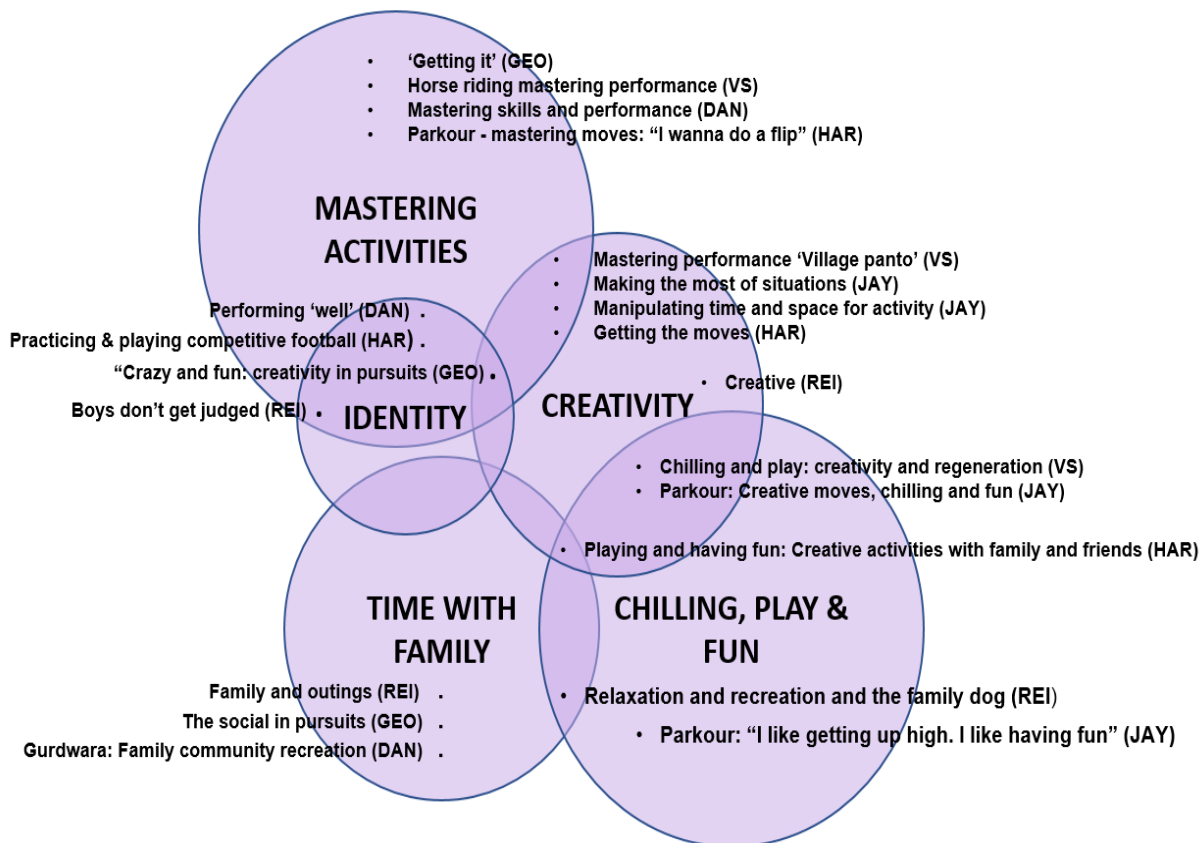 • ‘Getting it’ (GEO)
• Horse riding mastering performance (VS)
• Mastering skills and performance (DAN)
• Parkour - mastering moves: “I wanna do a flip” (HAR)
MASTERING
ACTIVITIES
• Mastering performance ‘Village panto’ (VS)
• Making the most of situations (JAY)
• Manipulating time and space for activity (JAY)
• Getting the moves (HAR)
Performing ‘well’ (DAN) .
Practicing & playing competitive football (HAR) .
“Crazy and fun: creativity in pursuits (GEO) .
Boys don’t get judged (REI) •
IDENTITY
• Creative (REI)
CREATIVITY
• Chilling and play: creativity and regeneration (VS)
• Parkour: Creative moves, chilling and fun (JAY)
• Playing and having fun: Creative activities with family and friends (HAR)
TIME WITH
FAMILY
CHILLING, PLAY &
FUN
Family and outings (REI) .
The social in pursuits (GEO) .
Gurdwara: Family community recreation (DAN) .
• Relaxation and recreation and the family dog (REI)
• Parkour: “I like getting up high. I like having fun” (JAY)